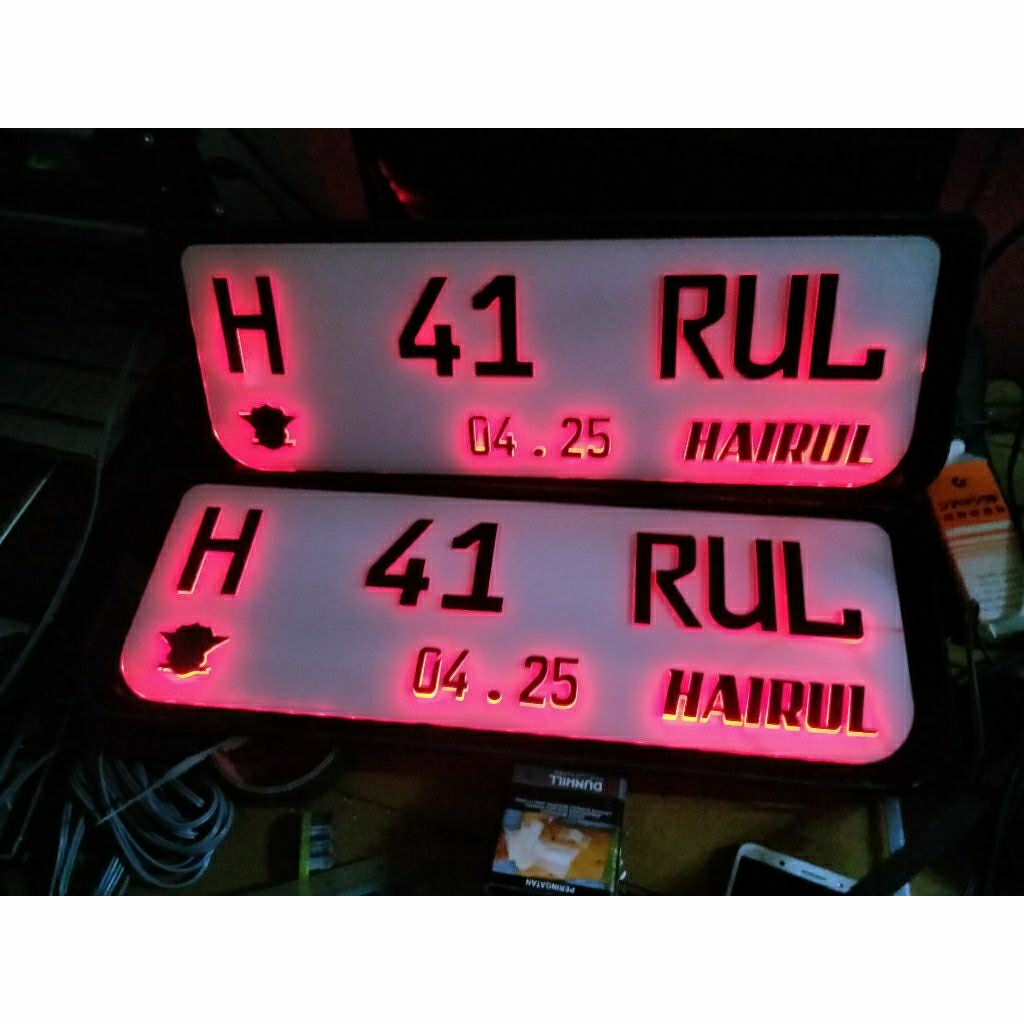 H 41 RUL
04.25 HAIRUL
H 41 RUL
04.25 HAIRUL
DUNHILL
PERINGATAN